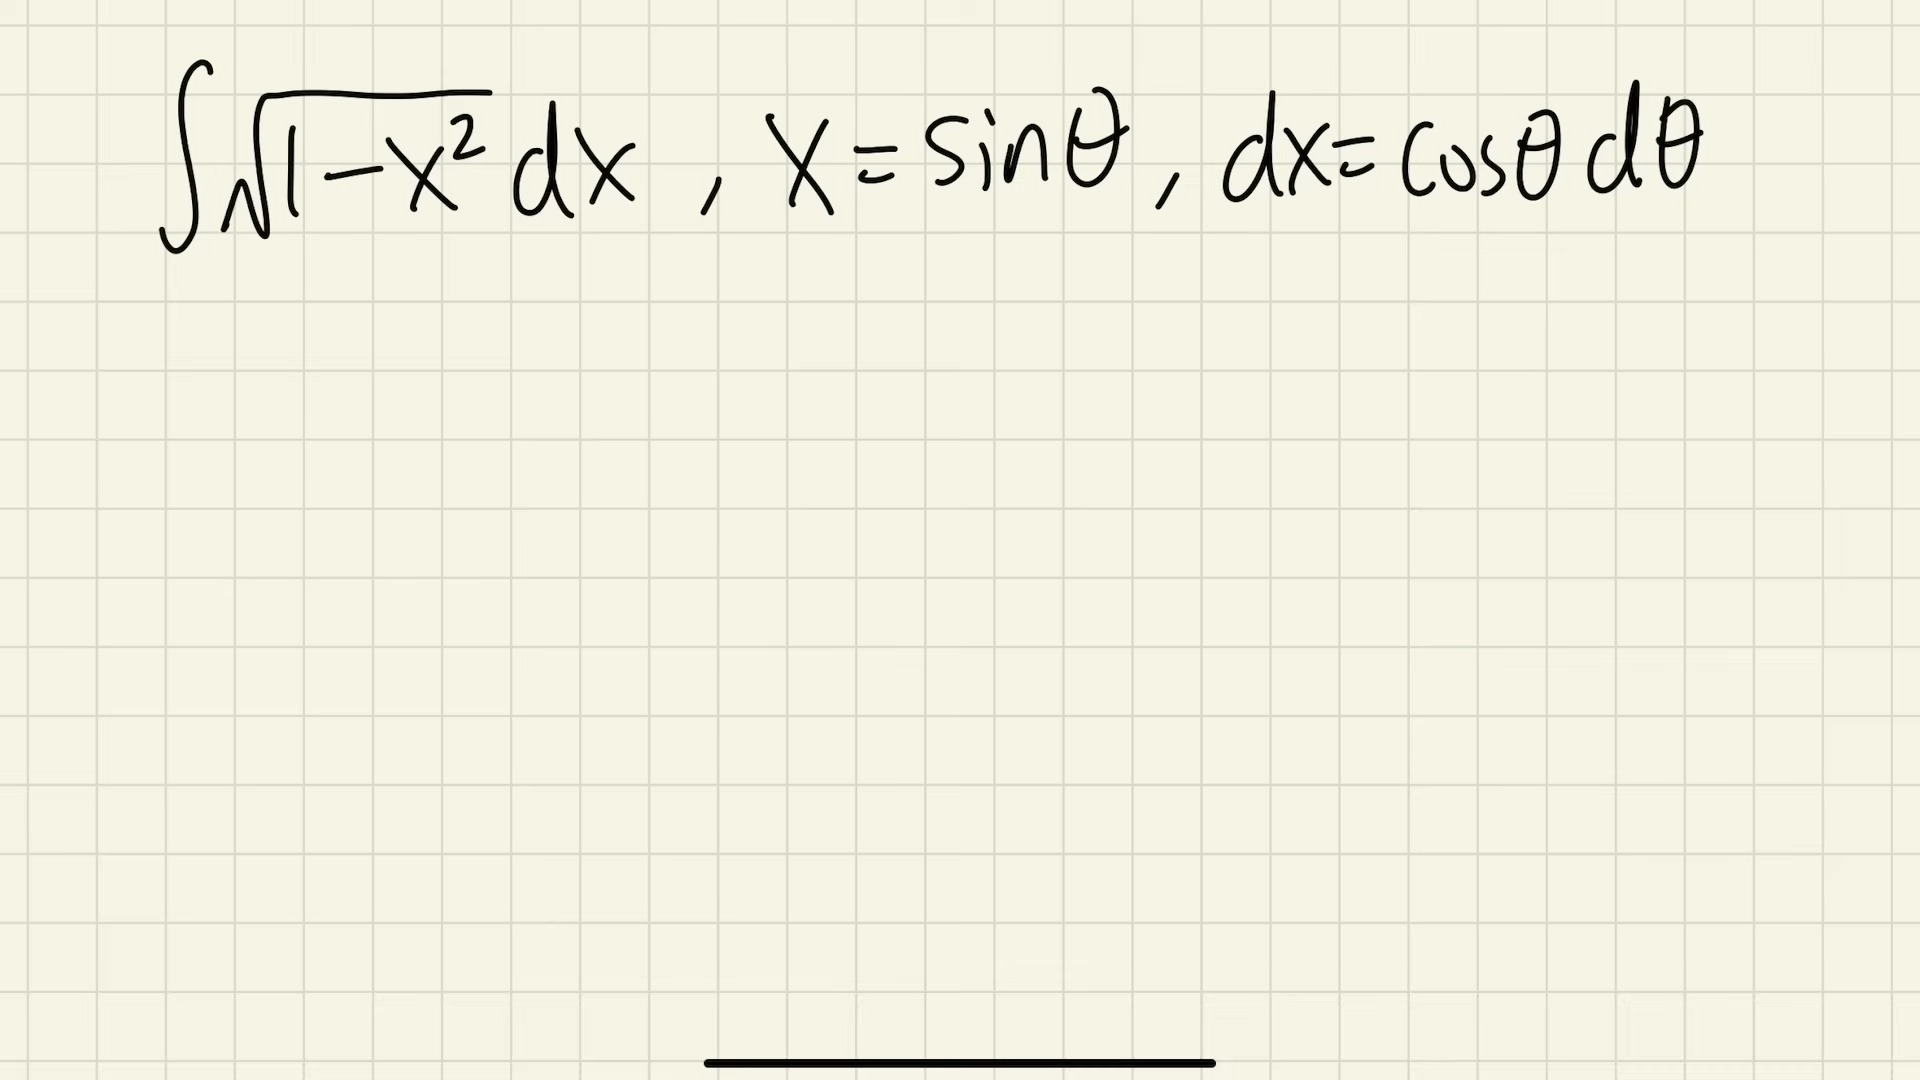 ∫√(1-x²) dx , x = sinθ , dx = cosθ dθ